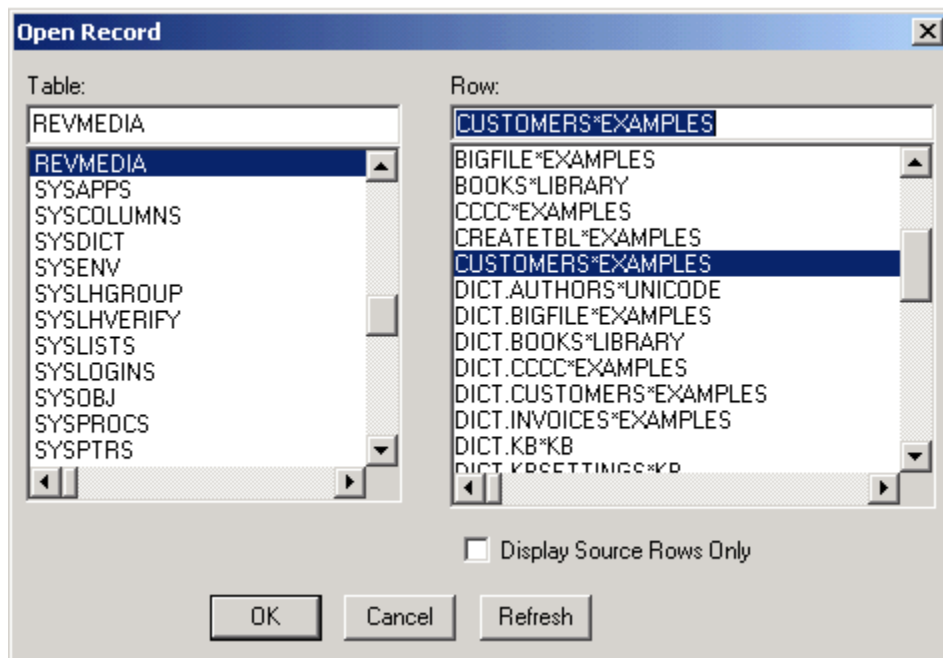 Open Record
Table:
REVMEDIA
REVMEDIA
SYSAPPS
SYSCOLUMNS
SYSDICT
SYSENV
SYSLHGROUP
SYSLHVERIFY
SYSLISTS
SYSLOGINS
SYSOBJ
SYSPROCS
SYSPTRS
Row:
CUSTOMERS*EXAMPLES
BIGFILE*EXAMPLES
BOOKS*LIBRARY
CCCC*EXAMPLES
CREATETBL*EXAMPLES
CUSTOMERS*EXAMPLES
DICT.AUTHORS*UNICODE
DICT.BIGFILE*EXAMPLES
DICT.BOOKS*LIBRARY
DICT.CCCC*EXAMPLES
DICT.CUSTOMERS*EXAMPLES
DICT.INVOICES*EXAMPLES
DICT.KB*KB
DICT.KBSETTINGS*KB
Display Source Rows Only
OK
Cancel
Refresh